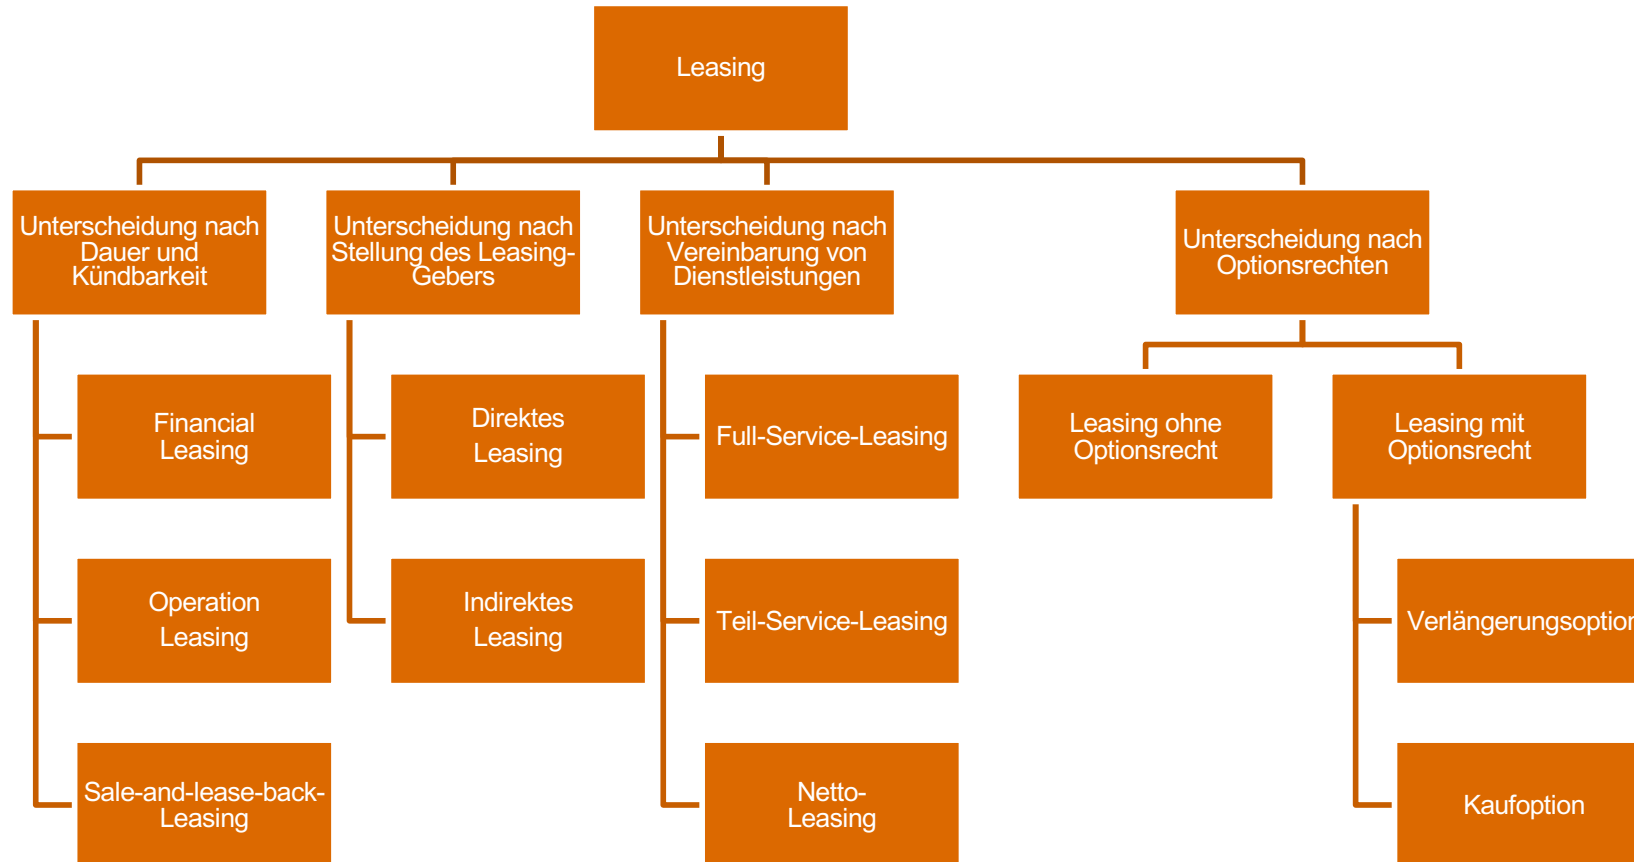 Leasing
Unterscheidung nach
Dauer und
Kündbarkeit
Unterscheidung nach
Stellung des Leasing-
Gebers
Unterscheidung nach
Vereinbarung von
Dienstleistungen
Unterscheidung nach
Optionsrechten
Financial
Leasing
Direktes
Leasing
Full-Service-Leasing
Leasing ohne
Optionsrecht
Leasing mit
Optionsrecht
Operation
Leasing
Indirektes
Leasing
Teil-Service-Leasing
Verlängerungsoption
Sale-and-lease-back-
Leasing
Netto-
Leasing
Kaufoption